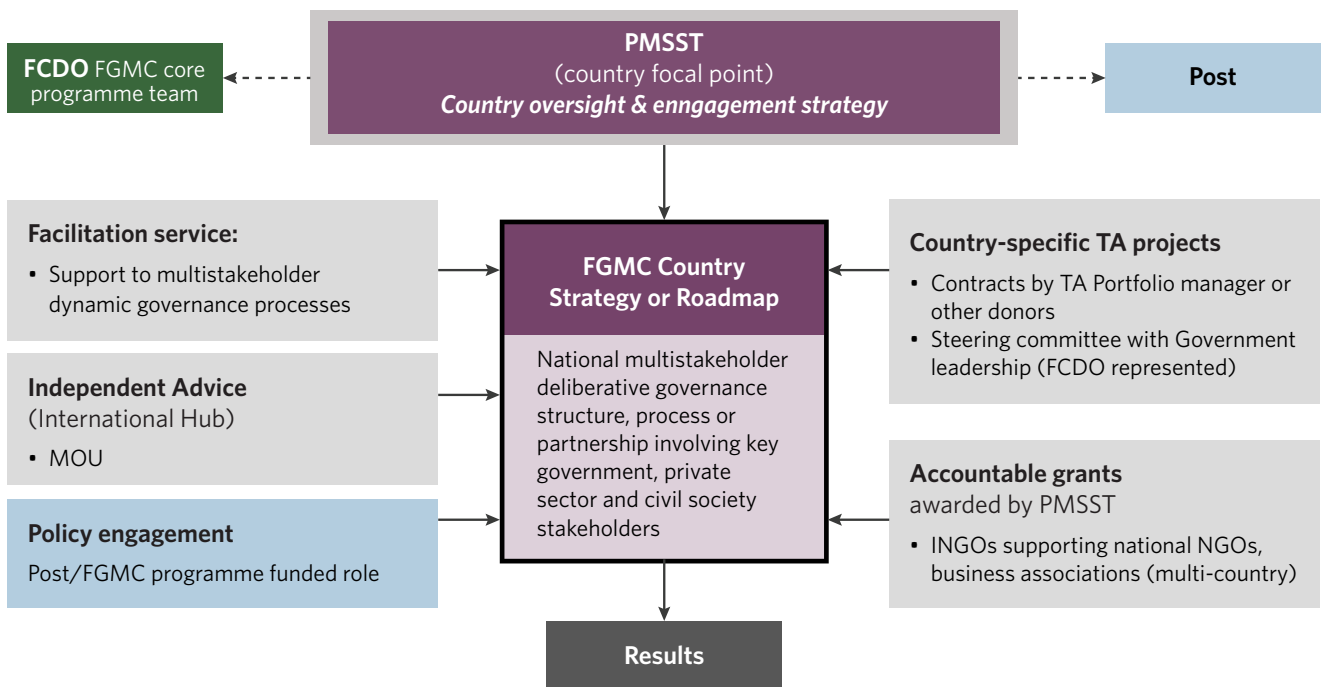 FCDO FGMC core
programme team
PMSST
(country focal point)
Country oversight & enngagement strategy
Post
Facilitation service:
• Support to multistakeholder
dynamic governance processes
Independent Advice
(International Hub)
• MOU
Policy engagement
Post/FGMC programme funded role
FGMC Country
Strategy or Roadmap
National multistakeholder
deliberative governance
structure, process or
partnership involving key
government, private
sector and civil society
stakeholders
Country-specific TA projects
• Contracts by TA Portfolio manager or
other donors
• Steering committee with Government
leadership (FCDO represented)
Accountable grants
awarded by PMSST
• INGOs supporting national NGOs,
business associations (multi-country)
Results